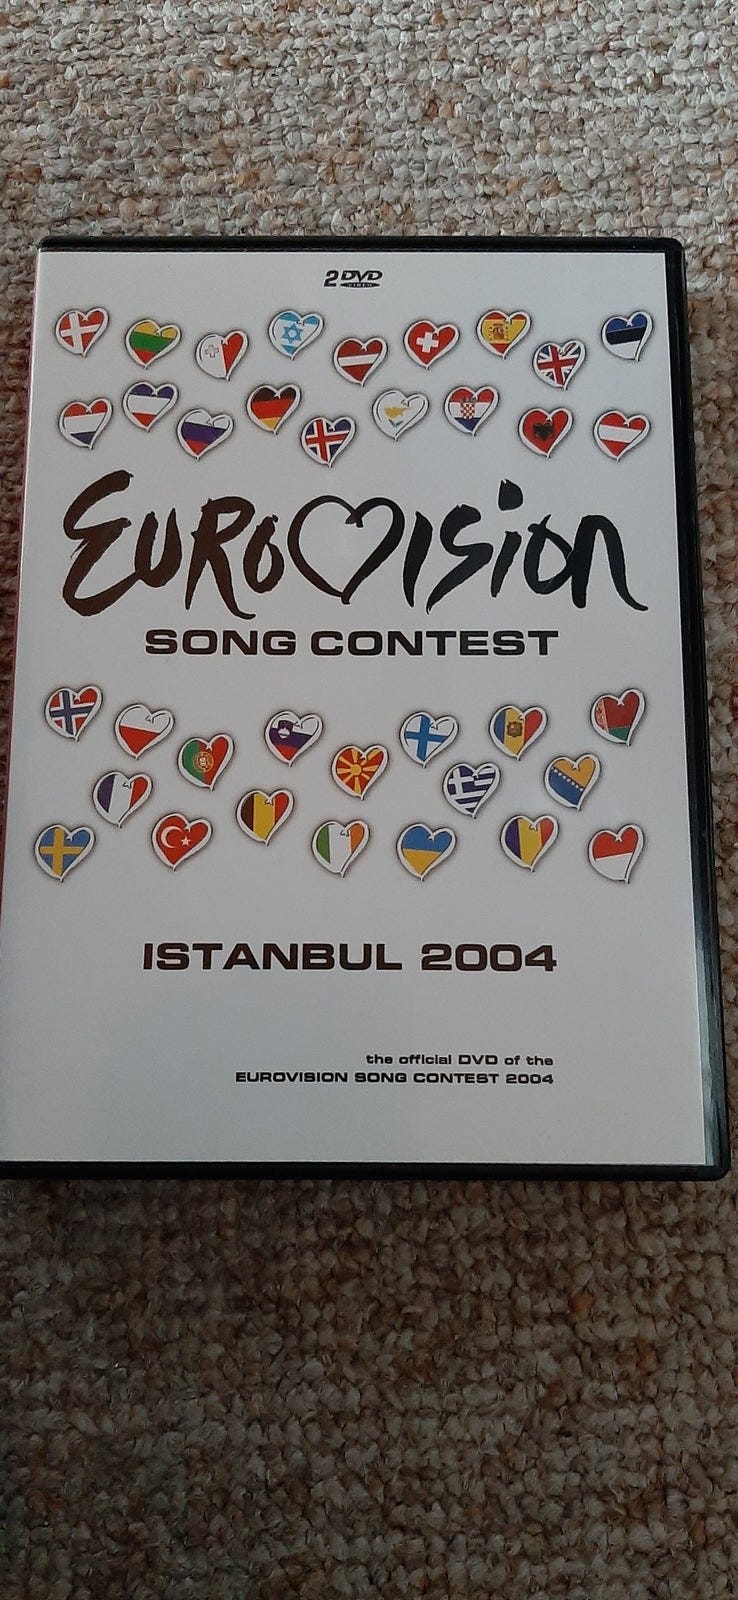 2 DVD
VIDEO
EUROVISION
SONG CONTEST
ISTANBUL 2004
the official DVD of the
EUROVISION SONG CONTEST 2004